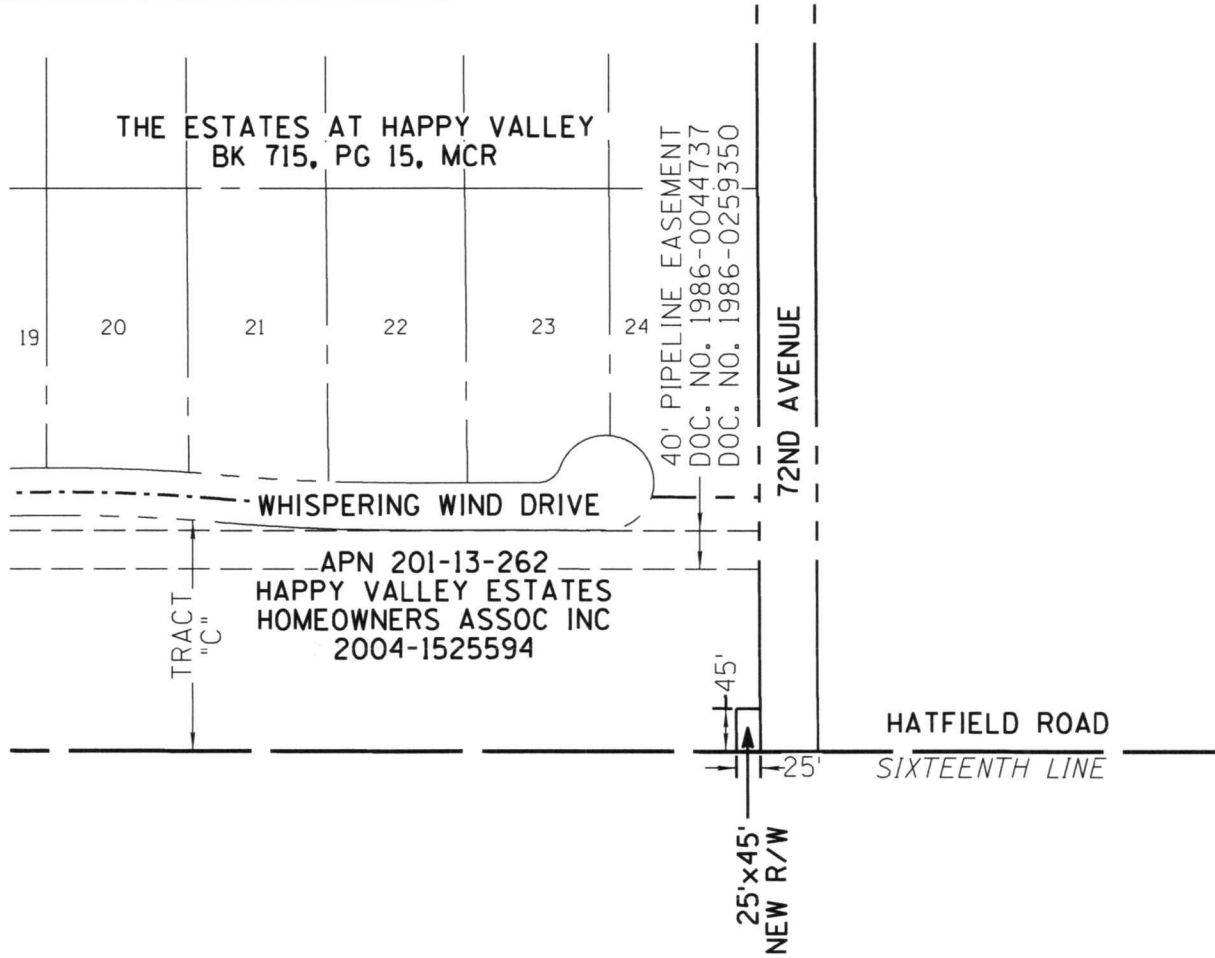 THE ESTATES AT HAPPY VALLEY
BK 715, PG 15, MCR
40' PIPELINE EASEMENT
DOC. NO. 1986-0044737
DOC. NO. 1986-0259350
72ND AVENUE
19
20
21
22
23
24
WHISPERING WIND DRIVE
APN 201-13-262
HAPPY VALLEY ESTATES
HOMEOWNERS ASSOC INC
2004-1525594
TRACT
"C"
45'
25'
HATFIELD ROAD
SIXTEENTH LINE
25'x45'
NEW R/W